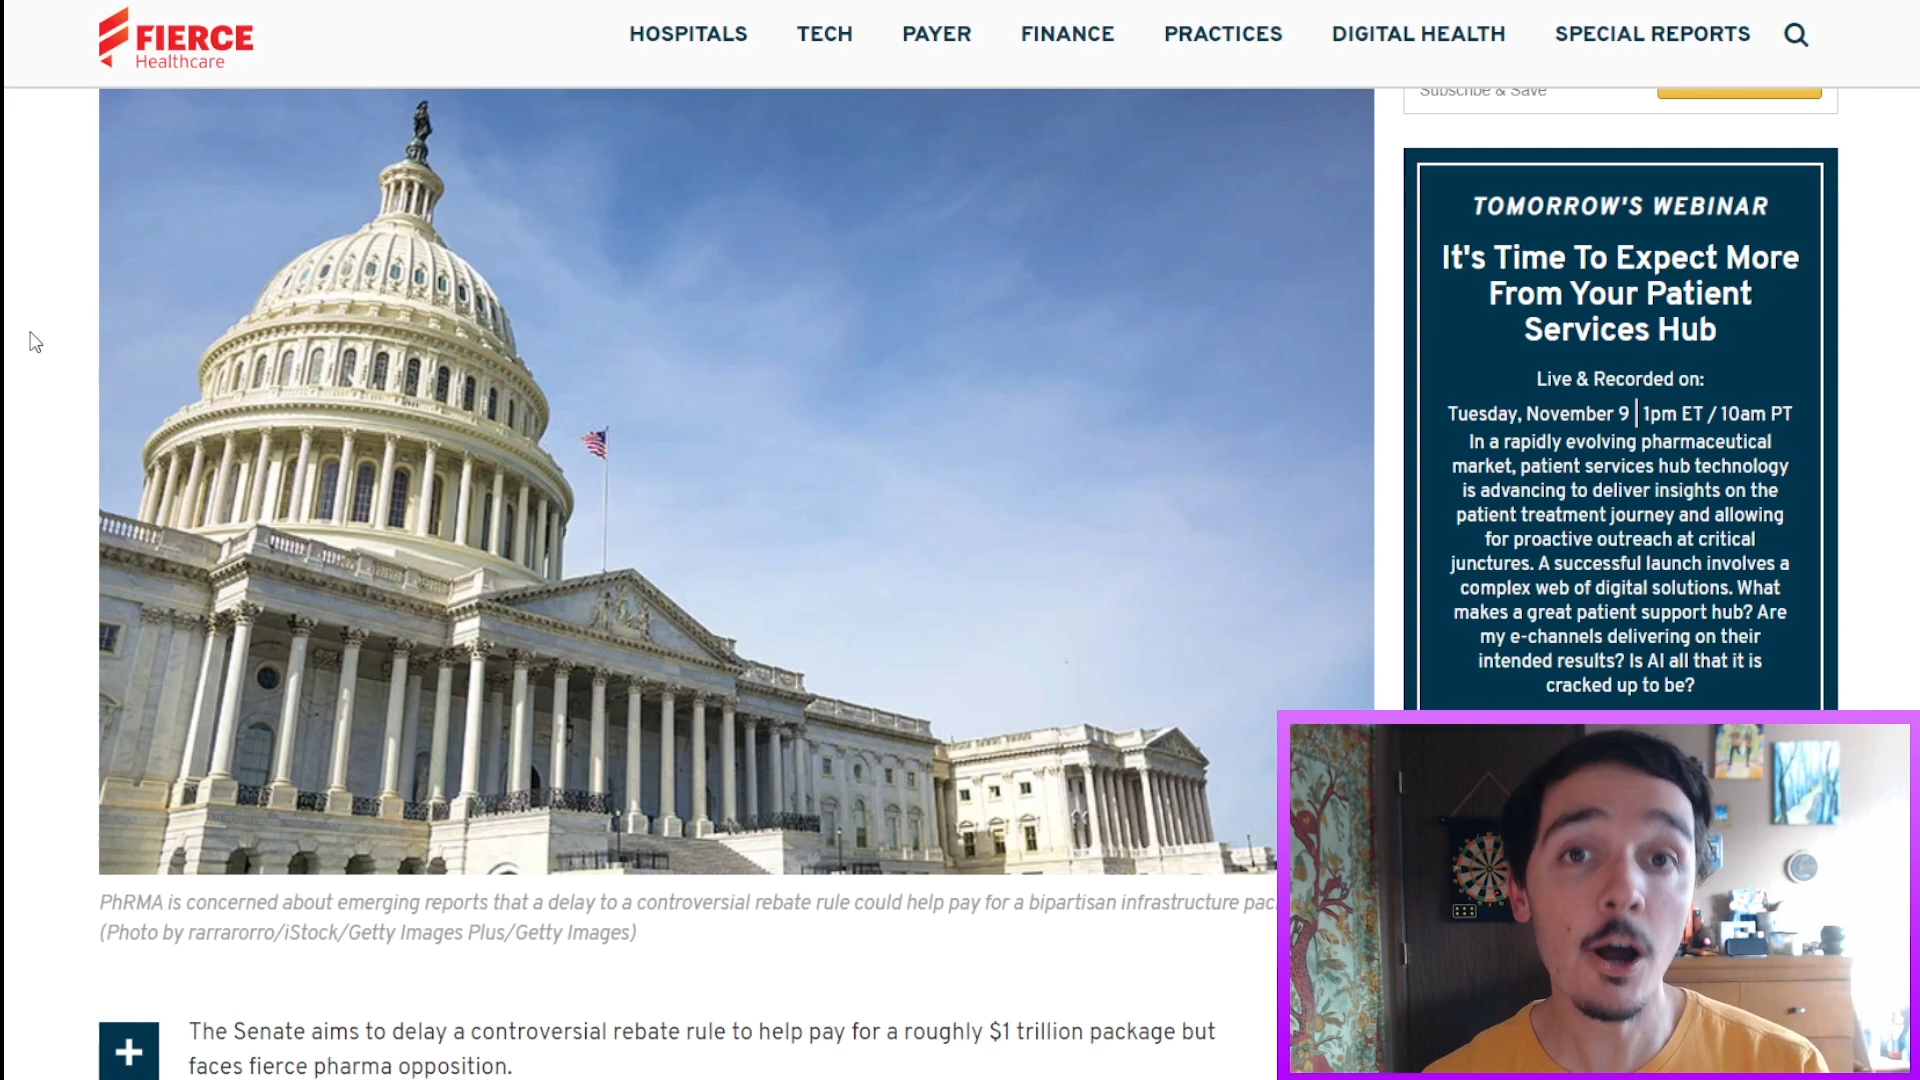 FIERCE
Healthcare
HOSPITALS
TECH
PAYER
FINANCE
PRACTICES
DIGITAL HEALTH
SPECIAL REPORTS
Subscribe & Save
TOMORROW'S WEBINAR
It's Time To Expect More
From Your Patient
Services Hub
Live & Recorded on:
Tuesday, November 9 | 1pm ET / 10am PT
In a rapidly evolving pharmaceutical
market, patient services hub technology
is advancing to deliver insights on the
patient treatment journey and allowing
for proactive outreach at critical
junctures. A successful launch involves a
complex web of digital solutions. What
makes a great patient support hub? Are
my e-channels delivering on their
intended results? Is AI all that it is
cracked up to be?
PhRMA is concerned about emerging reports that a delay to a controversial rebate rule could help pay for a bipartisan infrastructure
(Photo by rarrarorro/iStock/Getty Images Plus/Getty Images)
The Senate aims to delay a controversial rebate rule to help pay for a roughly $1 trillion package but
faces fierce pharma opposition.